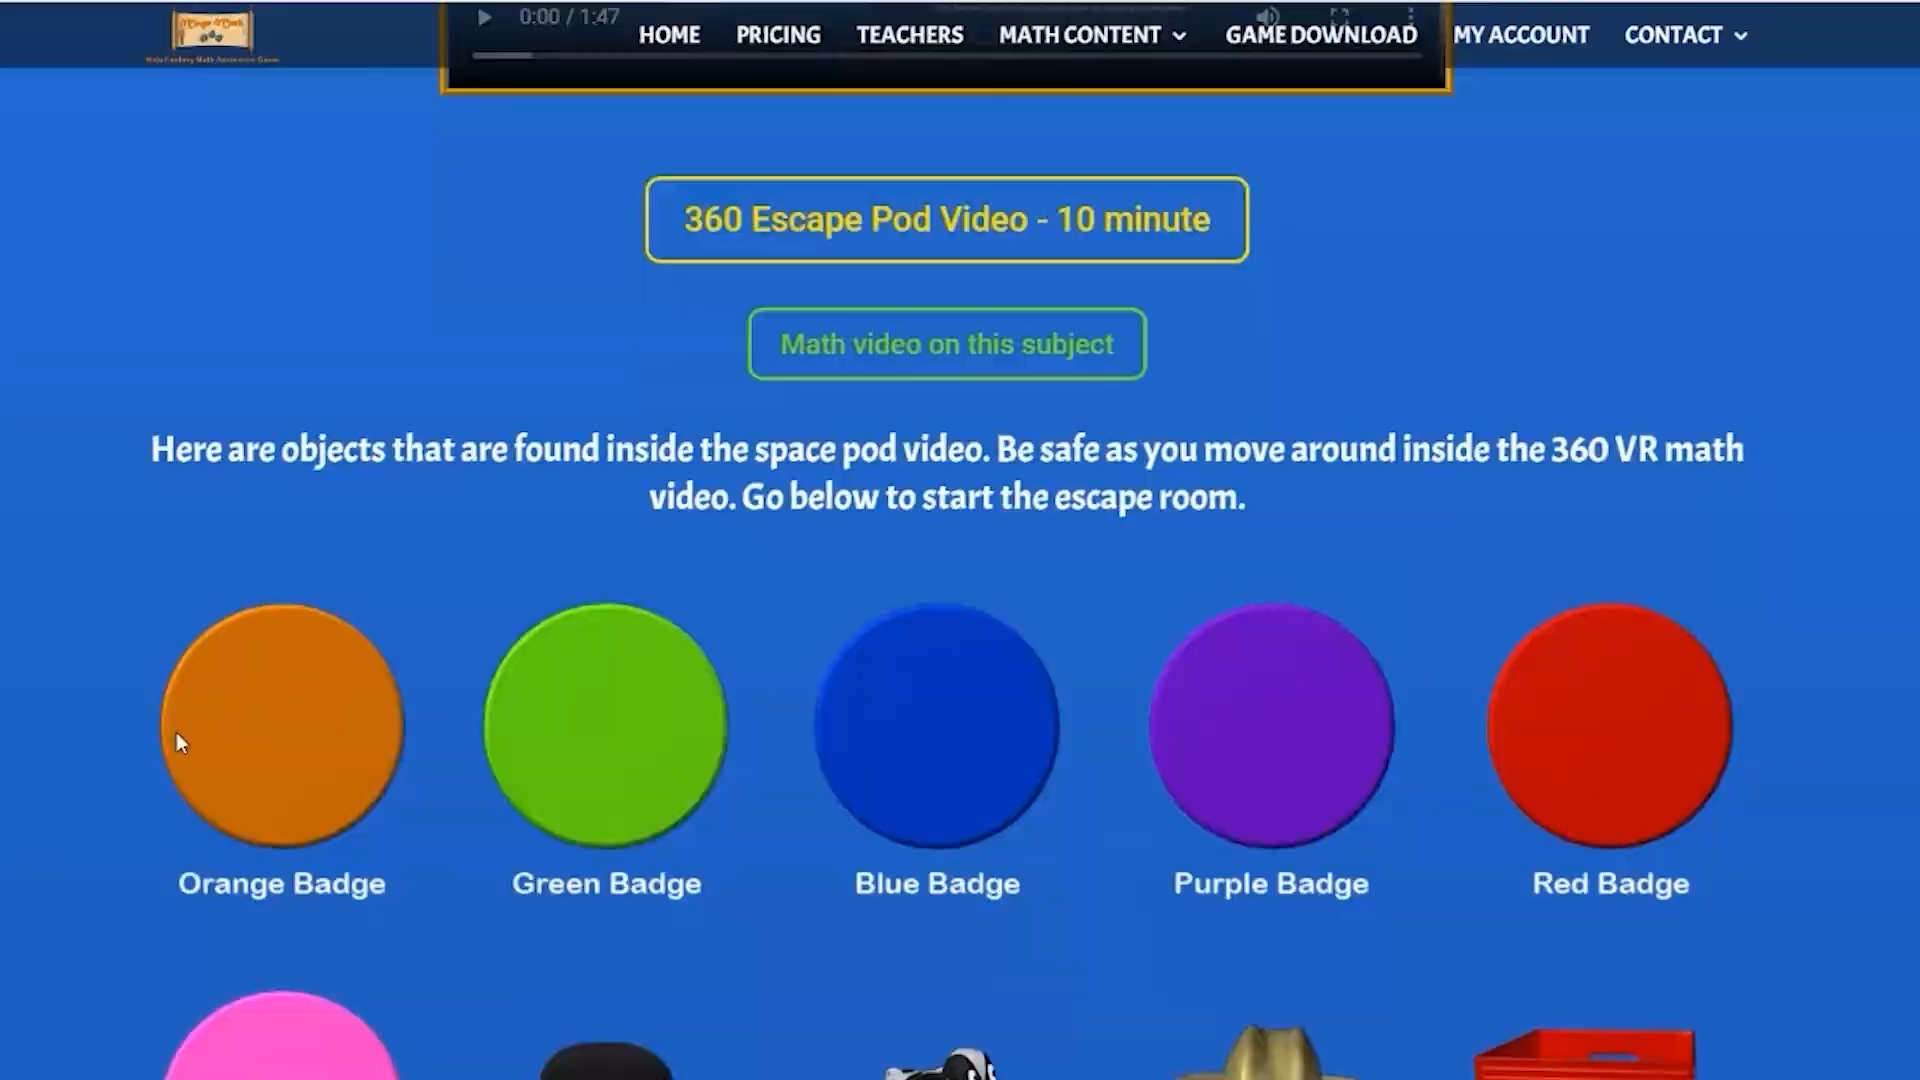 0:00 / 1:47
HOME PRICING TEACHERS MATH CONTENT GAME DOWNLOAD MY ACCOUNT CONTACT
360 Escape Pod Video - 10 minute
Math video on this subject
Here are objects that are found inside the space pod video. Be safe as you move around inside the 360 VR math
video. Go below to start the escape room.
Orange Badge Green Badge Blue Badge Purple Badge Red Badge